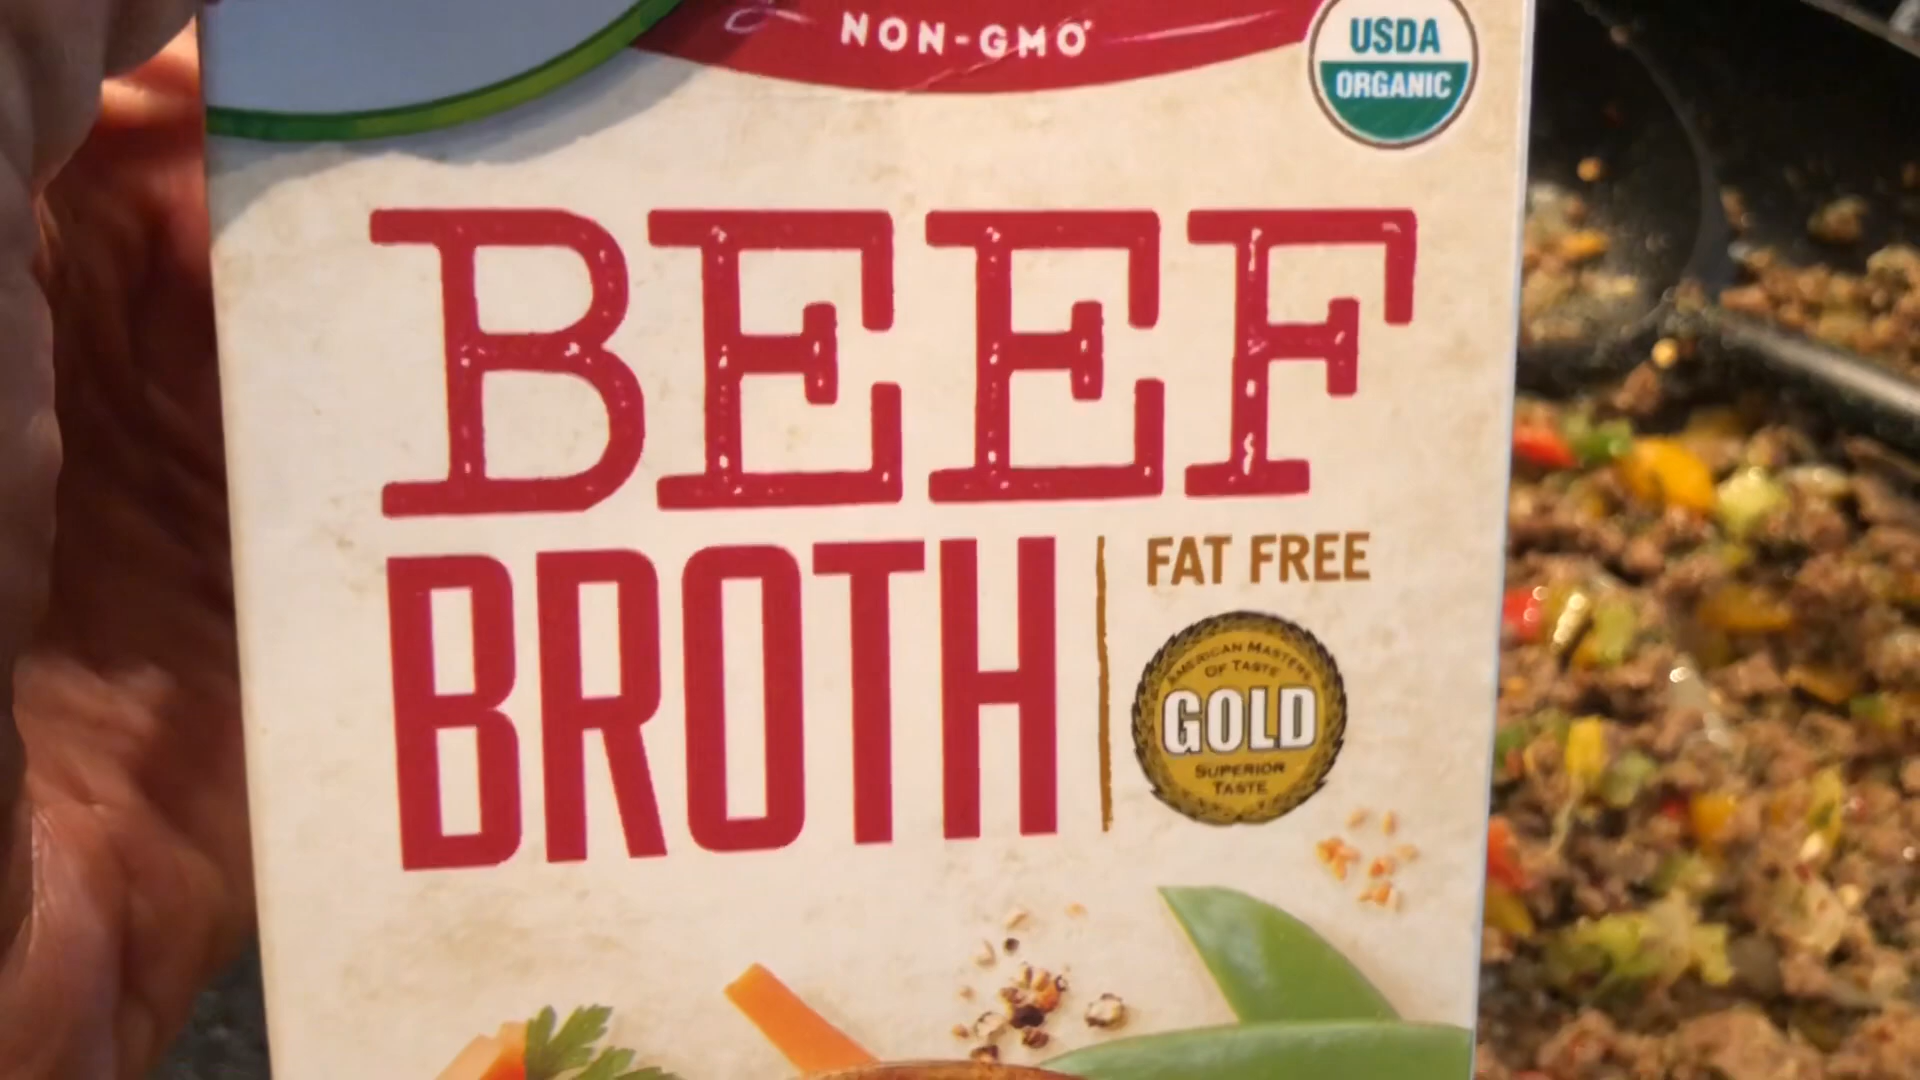 NON-GMO
USDA
ORGANIC
BEEF
BROTH
FAT FREE
AMERICAN MASTERS
OF TASTE
GOLD
SUPERIOR
TASTE